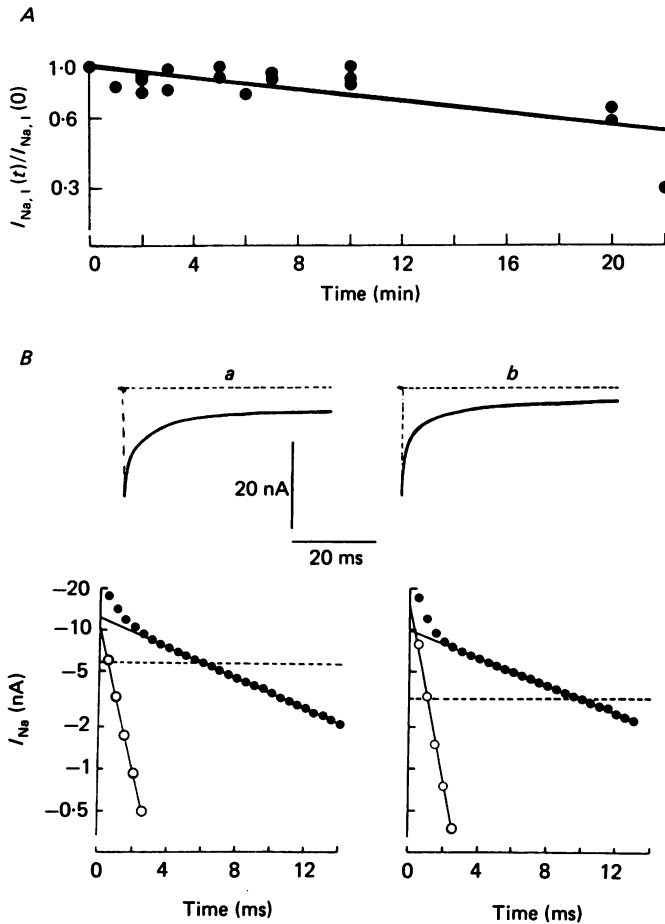 A
I_Na, I (t)/I_Na, I (0)
1·0
0·6
0·3
0 4 8 12 16 20
Time (min)
B
a b
20 nA
20 ms
I_Na (nA)
−20
−10
−5
−2
−1
−0·5
0 4 8 12 0 4 8 12
Time (ms) Time (ms)